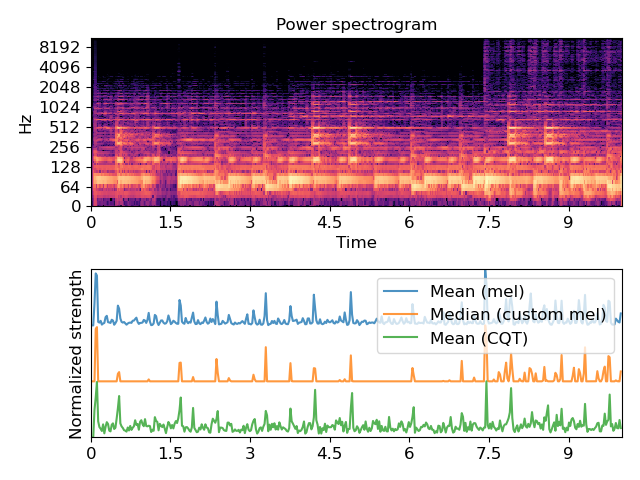 Power spectrogram
Hz
8192
4096
2048
1024
512
256
128
64
0
0 1.5 3 4.5 6 7.5 9
Time
Normalized strength
Mean (mel)
Median (custom mel)
Mean (CQT)
0 1.5 3 4.5 6 7.5 9